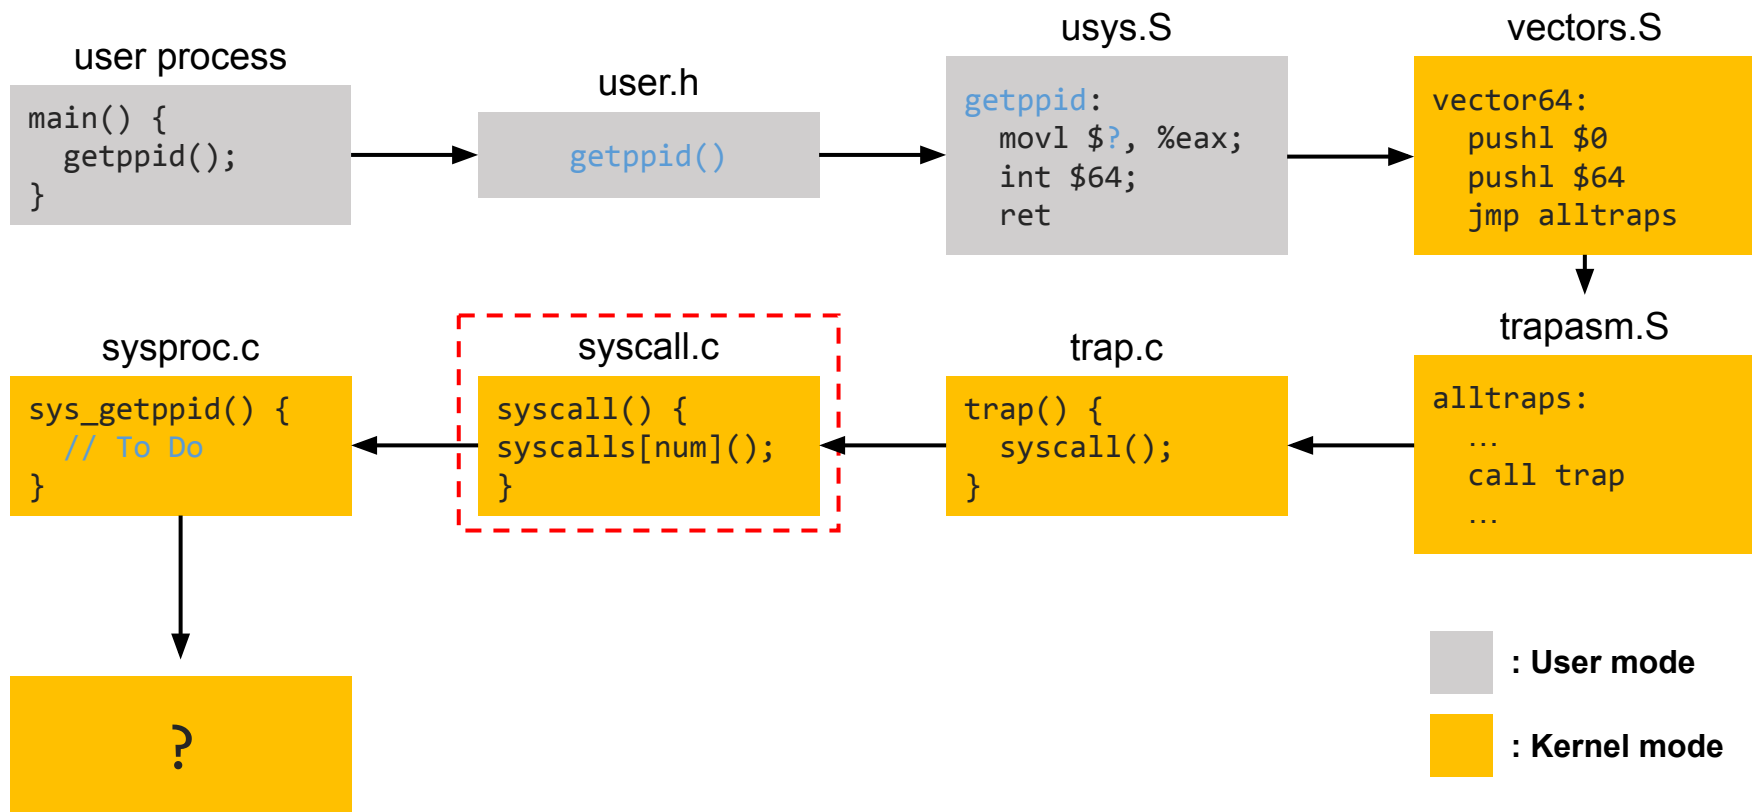 user process
main() {
  getppid();
}
user.h
getppid()
usys.S
getppid:
  movl $?, %eax;
  int $64;
  ret
vectors.S
vector64:
  pushl $0
  pushl $64
  jmp alltraps
sysproc.c
sys_getppid() {
  // To Do
}
syscall.c
syscall() {
syscalls[num]();
}
trap.c
trap() {
  syscall();
}
trapasm.S
alltraps:
  …
  call trap
  …
?
: User mode
: Kernel mode